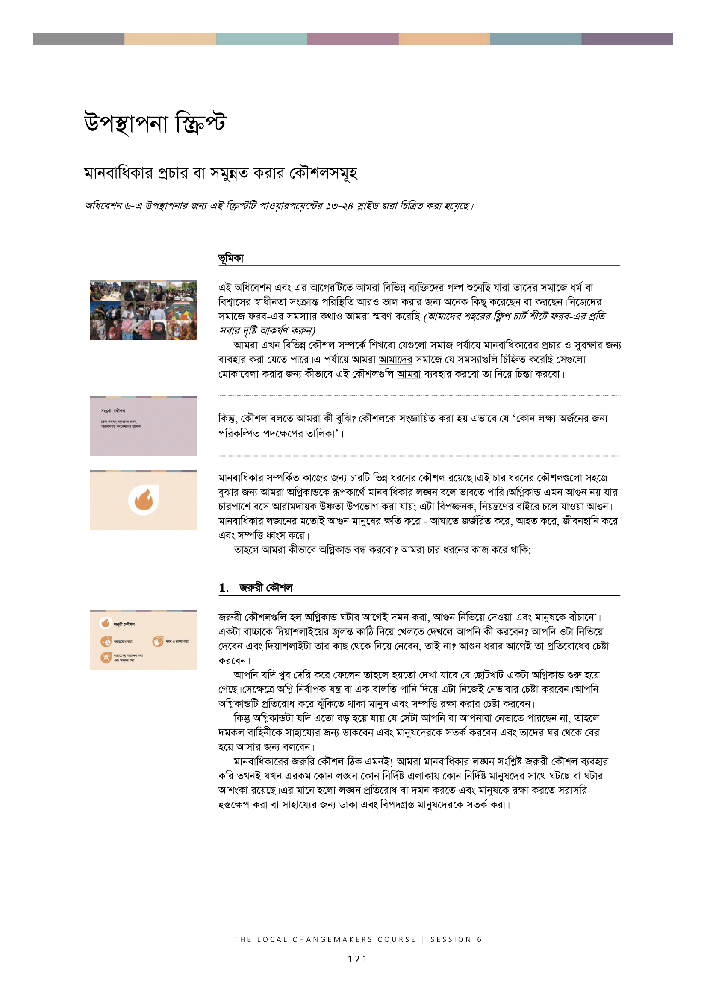 উপস্থাপনা স্ক্রিপ্ট
মানবাধিকার প্রচার বা সমুন্নত করার কৌশলসমূহ
অধিবেশন ৬-এ উপস্থাপনার জন্য এই স্ক্রিপ্টটি পাওয়ারপয়েন্টের ১৩-২৪ স্লাইড দ্বারা চিত্রিত করা হয়েছে।
ভূমিকা
এই অধিবেশন এবং এর আগেরটিতে আমরা বিভিন্ন ব্যক্তিদের গল্প শুনেছি যারা তাদের সমাজে ধর্ম বা
বিশ্বাসের স্বাধীনতা সংক্রান্ত পরিস্থিতি আরও ভাল করার জন্য অনেক কিছু করেছেন বা করছেন।নিজেদের
সমাজে ফরব-এর সমস্যার কথাও আমরা স্মরণ করেছি (আমাদের শহরের ফ্লিপ চার্ট শীটে ফরব-এর প্রতি
সবার দৃষ্টি আকর্ষণ করুন)।
আমরা এখন বিভিন্ন কৌশল সম্পর্কে শিখবো যেগুলো সমাজ পর্যায়ে মানবাধিকারের প্রচার ও সুরক্ষার জন্য
ব্যবহার করা যেতে পারে।এ পর্যায়ে আমরা আমাদের সমাজে যে সমস্যাগুলি চিহ্নিত করেছি সেগুলো
মোকাবেলা করার জন্য কীভাবে এই কৌশলগুলি আমরা ব্যবহার করবো তা নিয়ে চিন্তা করবো।
সংঙ্গা: কৌশল
কোন লকষয্ অ্জরনের জনয্
পরিকল্পিত পদকেষপের তালিকা
কিন্তু, কৌশল বলতে আমরা কী বুঝি? কৌশলকে সংজ্ঞায়িত করা হয় এভাবে যে ‘কোন লক্ষ্য অর্জনের জন্য
পরিকল্পিত পদক্ষেপের তালিকা’।
মানবাধিকার সম্পর্কিত কাজের জন্য চারটি ভিন্ন ধরনের কৌশল রয়েছে।এই চার ধরনের কৌশলগুলো সহজে
বুঝার জন্য আমরা অগ্নিকান্ডকে রূপকার্থে মানবাধিকার লঙ্ঘন বলে ভাবতে পারি।অগ্নিকান্ড এমন আগুন নয় যার
চারপাশে বসে আরামদায়ক উষ্ণতা উপভোগ করা যায়; এটা বিপজ্জনক, নিয়ন্ত্রণের বাইরে চলে যাওয়া আগুন।
মানবাধিকার লঙ্ঘনের মতোই আগুন মানুষের ক্ষতি করে - আঘাতে জর্জরিত করে, আহত করে, জীবনহানি করে
এবং সম্পত্তি ধ্বংস করে।
তাহলে আমরা কীভাবে অগ্নিকান্ড বন্ধ করবো? আমরা চার ধরনের কাজ করে থাকি:
1. জরুরী কৌশল
জরুরী কৌশল
পর্তিরোধ করা
দমন ও রকষা করা
সাহাযেযর আবেদন করা
এবং সতর্ক করা
জরুরী কৌশলগুলি হল অগ্নিকান্ড ঘটার আগেই দমন করা, আগুন নিভিয়ে দেওয়া এবং মানুষকে বাঁচানো।
একটা বাচ্চাকে দিয়াশলাইয়ের জ্বলন্ত কাঠি নিয়ে খেলতে দেখলে আপনি কী করবেন? আপনি ওটা নিভিয়ে
দেবেন এবং দিয়াশলাইটা তার কাছ থেকে নিয়ে নেবেন, তাই না? আগুন ধরার আগেই তা প্রতিরোধের চেষ্টা
করবেন।
আপনি যদি খুব দেরি করে ফেলেন তাহলে হয়তো দেখা যাবে যে ছোটখাট একটা অগ্নিকান্ড শুরু হয়ে
গেছে।সেক্ষেত্রে অগ্নি নির্বাপক যন্ত্র বা এক বালতি পানি দিয়ে এটা নিজেই নেভাবার চেষ্টা করবেন।আপনি
অগ্নিকান্ডটি প্রতিরোধ করে ঝুঁকিতে থাকা মানুষ এবং সম্পত্তি রক্ষা করার চেষ্টা করবেন।
কিন্তু অগ্নিকান্ডটা যদি এতো বড় হয়ে যায় যে সেটা আপনি বা আপনারা নেভাতে পারছেন না, তাহলে
দমকল বাহিনীকে সাহায্যের জন্য ডাকবেন এবং মানুষদেরকে সতর্ক করবেন এবং তাদের ঘর থেকে বের
হয়ে আসার জন্য বলবেন।
মানবাধিকারের জরুরি কৌশল ঠিক এমনই! আমরা মানবাধিকার লঙ্ঘন সংশ্লিষ্ট জরুরী কৌশল ব্যবহার
করি তখনই যখন এরকম কোন লঙ্ঘন কোন নির্দিষ্ট এলাকায় কোন নির্দিষ্ট মানুষদের সাথে ঘটছে বা ঘটার
আশংকা রয়েছে।এর মানে হলো লঙ্ঘন প্রতিরোধ বা দমন করতে এবং মানুষকে রক্ষা করতে সরাসরি
হস্তক্ষেপ করা বা সাহায্যের জন্য ডাকা এবং বিপদগ্রস্ত মানুষদেরকে সতর্ক করা।
THE LOCAL CHANGEMAKERS COURSE | SESSION 6
121